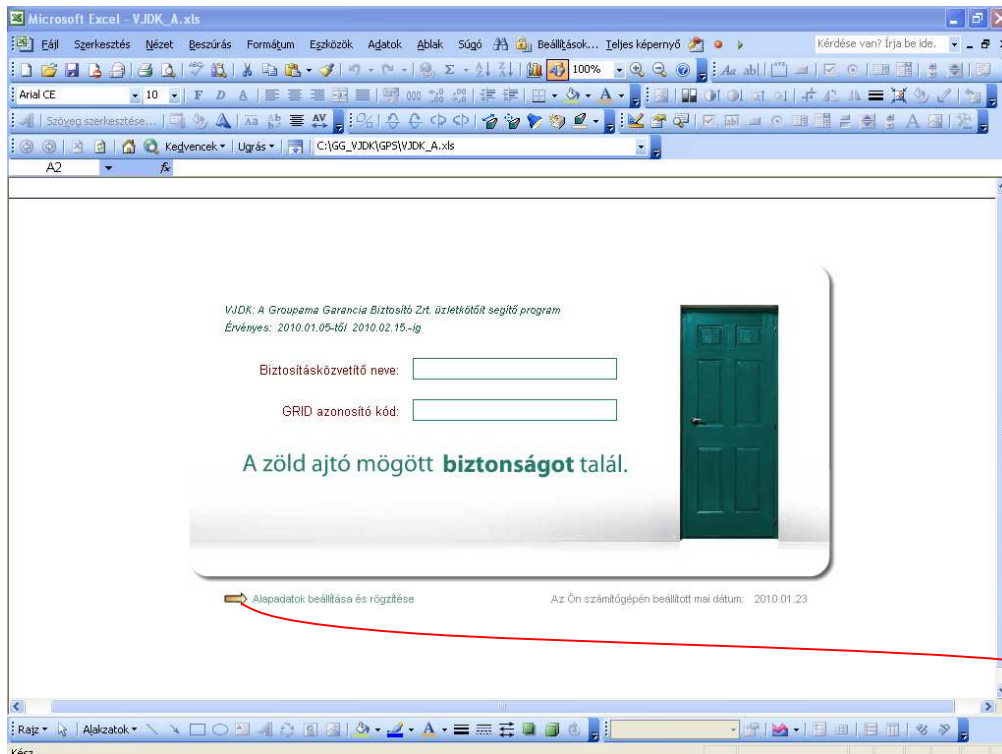 Microsoft Excel - VJDK_A.xls
Fájl Szerkesztés Nézet Beszúrás Formátum Eszközök Adatok Ablak Súgó Beállítások... Teljes képernyő Kérdése van? Írja be ide.
100% Aa ab|
Arial CE 10 F D A 000
Szöveg szerkesztése...
Kedvencek Ugrás C:\GG_VJDK\GPS\VJDK_A.xls
A2 fx
VJDK: A Groupama Garancia Biztosító Zrt. üzletkötőit segítő program
Érvényes: 2010.01.05-től 2010.02.15.-ig
Biztosításközvetítő neve:
GRID azonosító kód:
A zöld ajtó mögött biztonságot talál.
Alapadatok beállítása és rögzítése Az Ön számítógépén beállított mai dátum: 2010.01.23
Rajz Alakzatok
Kész